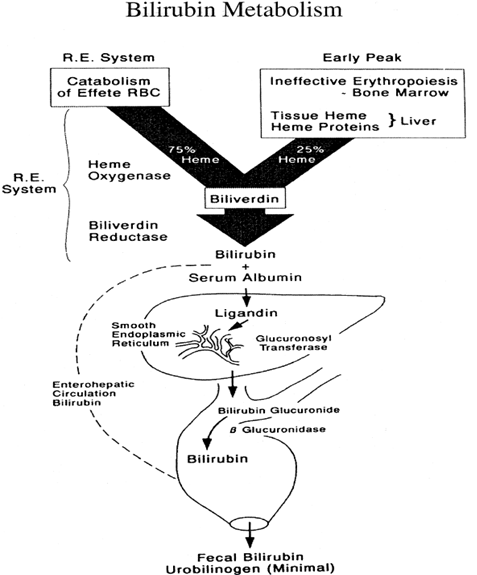 Bilirubin Metabolism
R.E. System
Catabolism
of Effete RBC
Early Peak
Ineffective Erythropoiesis
- Bone Marrow
Tissue Heme
Heme Proteins } Liver
75%
Heme
25%
Heme
R.E.
System
Heme
Oxygenase
Biliverdin
Biliverdin
Reductase
Bilirubin
+
Serum Albumin
Ligandin
Smooth
Endoplasmic
Reticulum
Glucuronosyl
Transferase
Enterohepatic
Circulation
Bilirubin
Bilirubin Glucuronide
β Glucuronidase
Bilirubin
Fecal Bilirubin
Urobilinogen (Minimal)